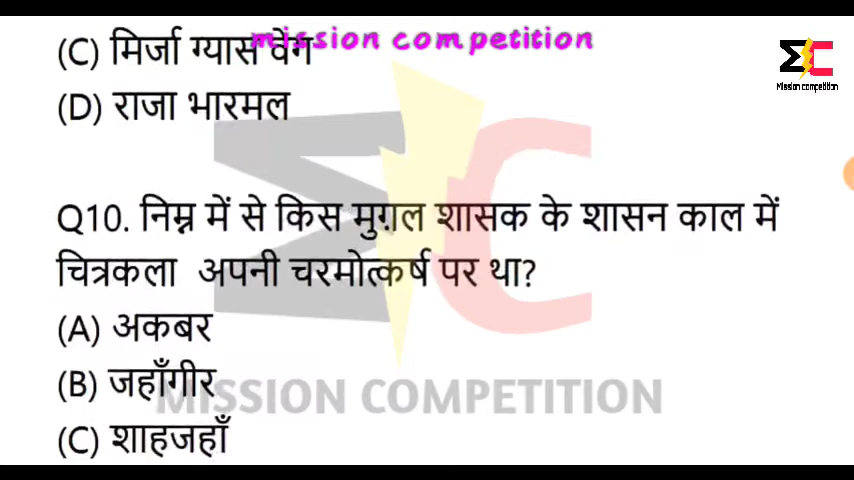 mission competition
(C) मिर्जा ग्यास वेग
Mission competition
(D) राजा भारमल
Q10. निम्न में से किस मुग़ल शासक के शासन काल में
चित्रकला अपनी चरमोत्कर्ष पर था?
(A) अकबर
(B) जहाँगीर
MISSION COMPETITION
(C) शाहजहाँ